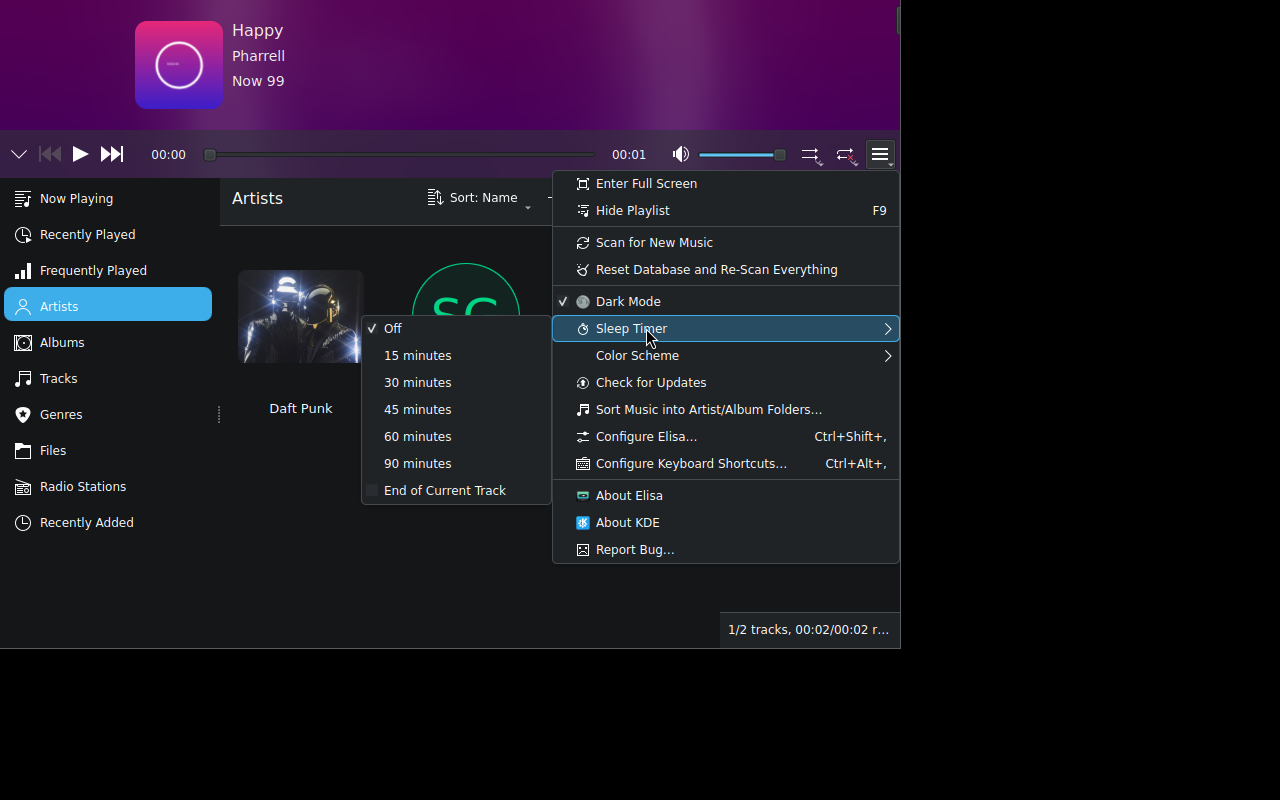 Happy
Pharrell
Now 99
00:00
00:01
Now Playing
Recently Played
Frequently Played
Artists
Albums
Tracks
Genres
Files
Radio Stations
Recently Added
Artists
Sort: Name
SC
Daft Punk
Off
15 minutes
30 minutes
45 minutes
60 minutes
90 minutes
End of Current Track
Enter Full Screen
Hide Playlist F9
Scan for New Music
Reset Database and Re-Scan Everything
Dark Mode
Sleep Timer
Color Scheme
Check for Updates
Sort Music into Artist/Album Folders...
Configure Elisa... Ctrl+Shift+,
Configure Keyboard Shortcuts... Ctrl+Alt+,
About Elisa
About KDE
Report Bug...
1/2 tracks, 00:02/00:02 r...